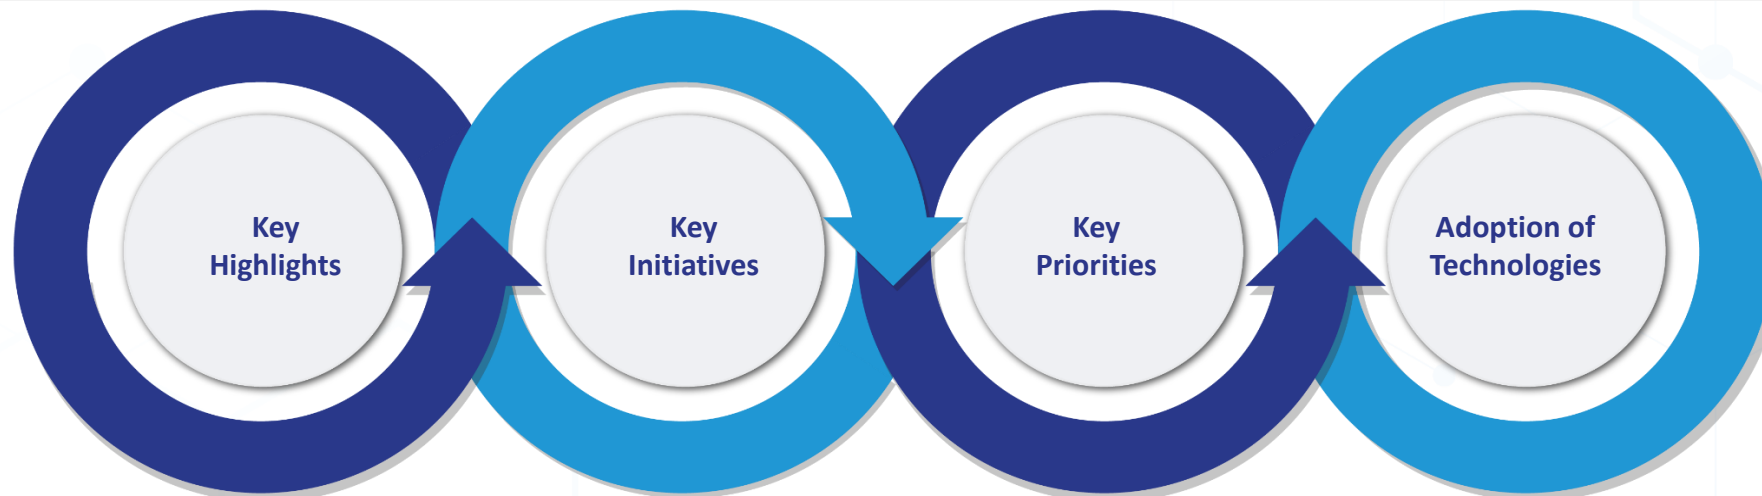 Key
Highlights
Key
Initiatives
Key
Priorities
Adoption of
Technologies